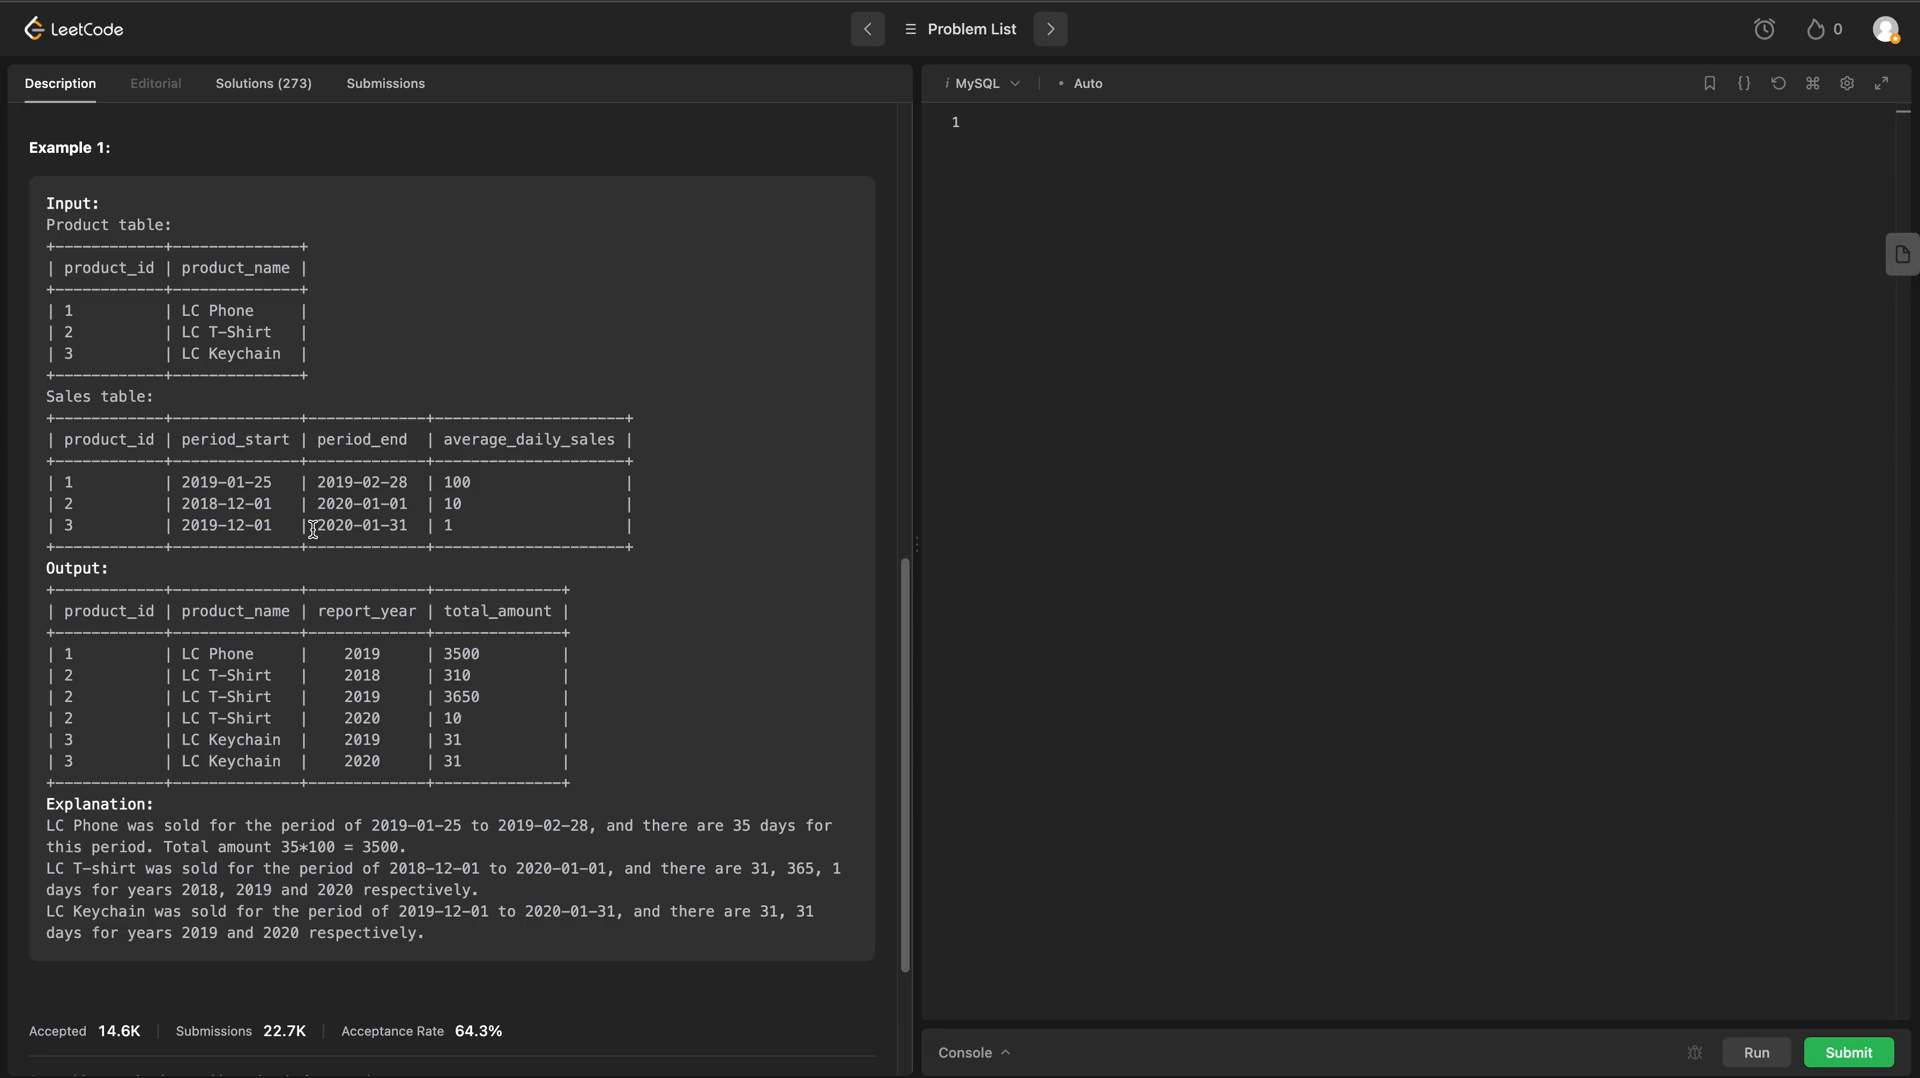 LeetCode
Problem List
0
Description Editorial Solutions (273) Submissions
i MySQL • Auto
1
Example 1:
Input:
Product table:
+------------+--------------+
| product_id | product_name |
+------------+--------------+
| 1          | LC Phone     |
| 2          | LC T-Shirt   |
| 3          | LC Keychain  |
+------------+--------------+
Sales table:
+------------+--------------+-------------+---------------------+
| product_id | period_start | period_end  | average_daily_sales |
+------------+--------------+-------------+---------------------+
| 1          | 2019-01-25   | 2019-02-28  | 100                 |
| 2          | 2018-12-01   | 2020-01-01  | 10                  |
| 3          | 2019-12-01   | 2020-01-31  | 1                   |
+------------+--------------+-------------+---------------------+
Output:
+------------+--------------+-------------+--------------+
| product_id | product_name | report_year | total_amount |
+------------+--------------+-------------+--------------+
| 1          | LC Phone     |    2019     | 3500         |
| 2          | LC T-Shirt   |    2018     | 310          |
| 2          | LC T-Shirt   |    2019     | 3650         |
| 2          | LC T-Shirt   |    2020     | 10           |
| 3          | LC Keychain  |    2019     | 31           |
| 3          | LC Keychain  |    2020     | 31           |
+------------+--------------+-------------+--------------+
Explanation:
LC Phone was sold for the period of 2019-01-25 to 2019-02-28, and there are 35 days for
this period. Total amount 35*100 = 3500.
LC T-shirt was sold for the period of 2018-12-01 to 2020-01-01, and there are 31, 365, 1
days for years 2018, 2019 and 2020 respectively.
LC Keychain was sold for the period of 2019-12-01 to 2020-01-31, and there are 31, 31
days for years 2019 and 2020 respectively.
Accepted 14.6K | Submissions 22.7K | Acceptance Rate 64.3%
Console
Run
Submit